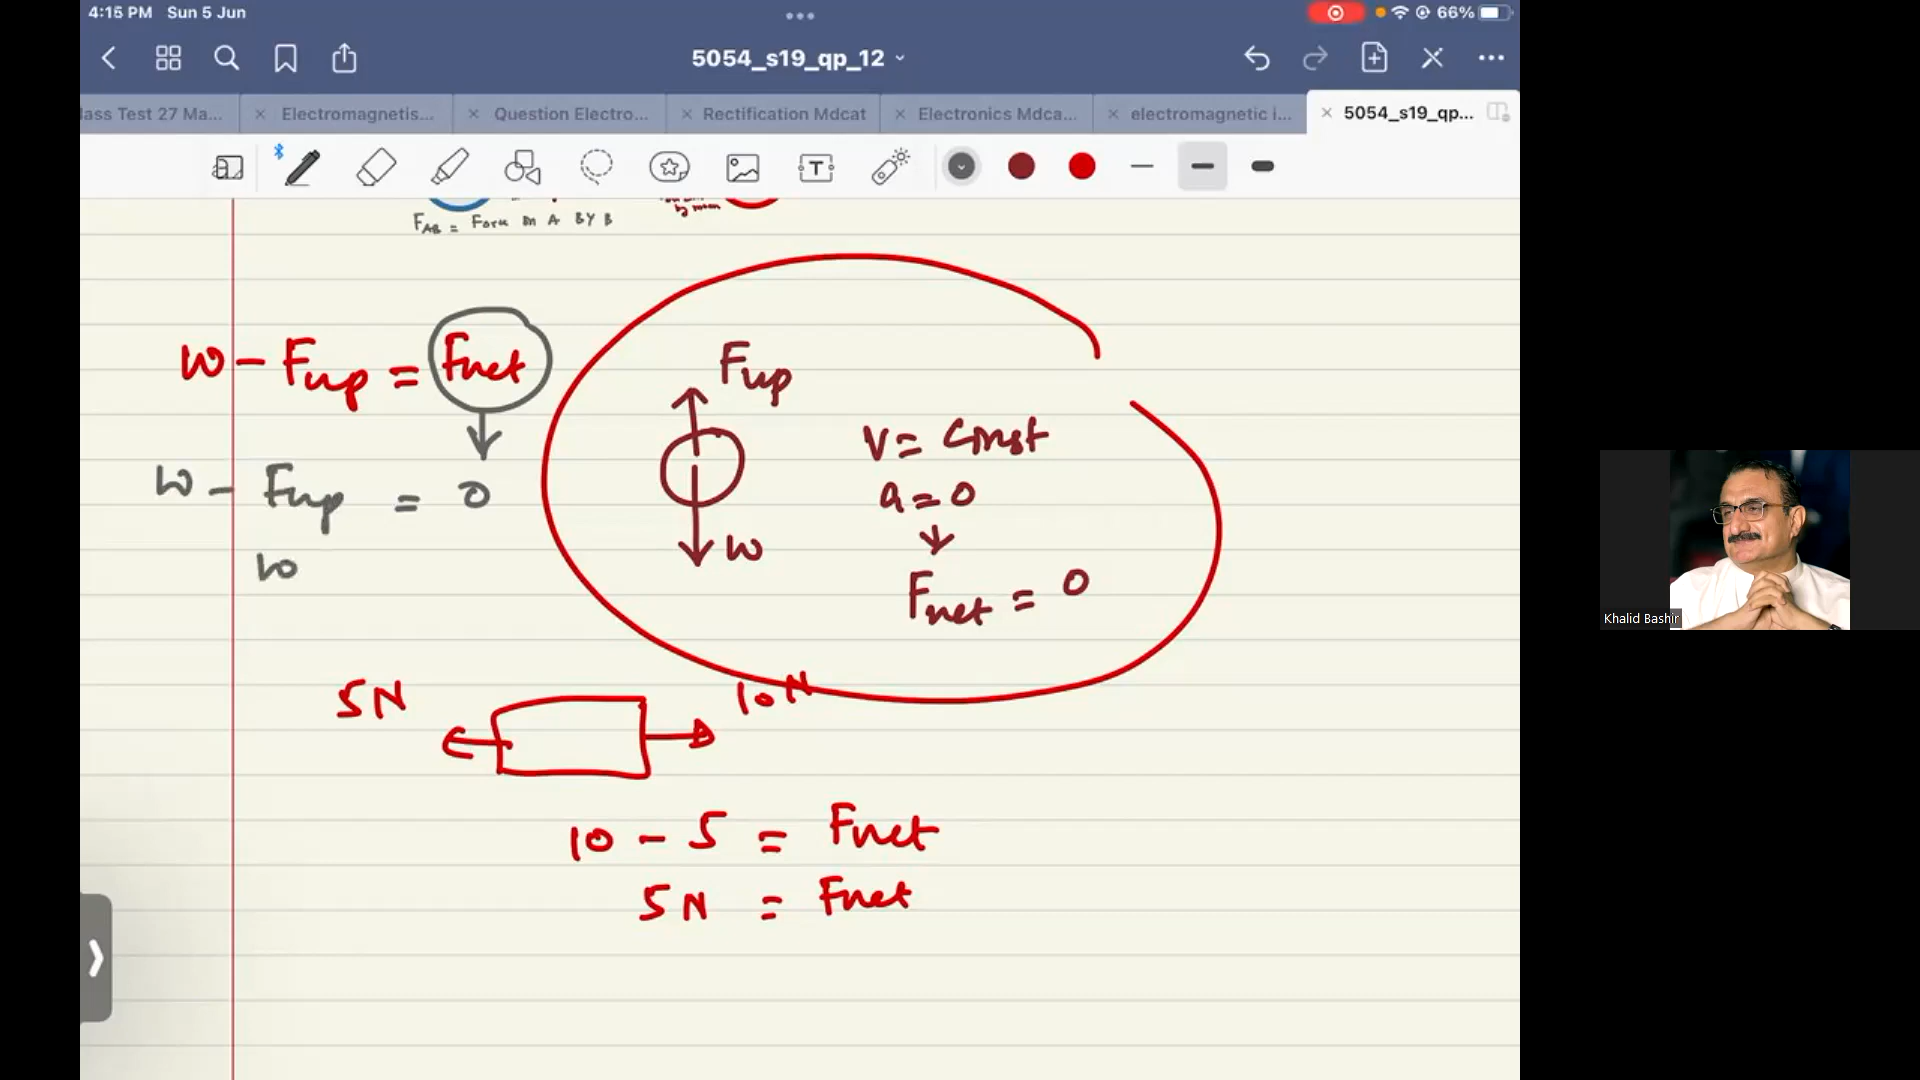 4:15 PM Sun 5 Jun
66%
5054_s19_qp_12
lass Test 27 Ma...
Electromagnetis...
Question Electro...
Rectification Mdcat
Electronics Mdca...
electromagnetic i...
5054_s19_qp...
T
by
FAB = Force on A BY B
W - Fup = Fnet
W - Fup = 0
W
Fup
W
V = Const
a = 0
Fnet = 0
5N
10N
10 - 5 = Fnet
5N = Fnet
Khalid Bashir